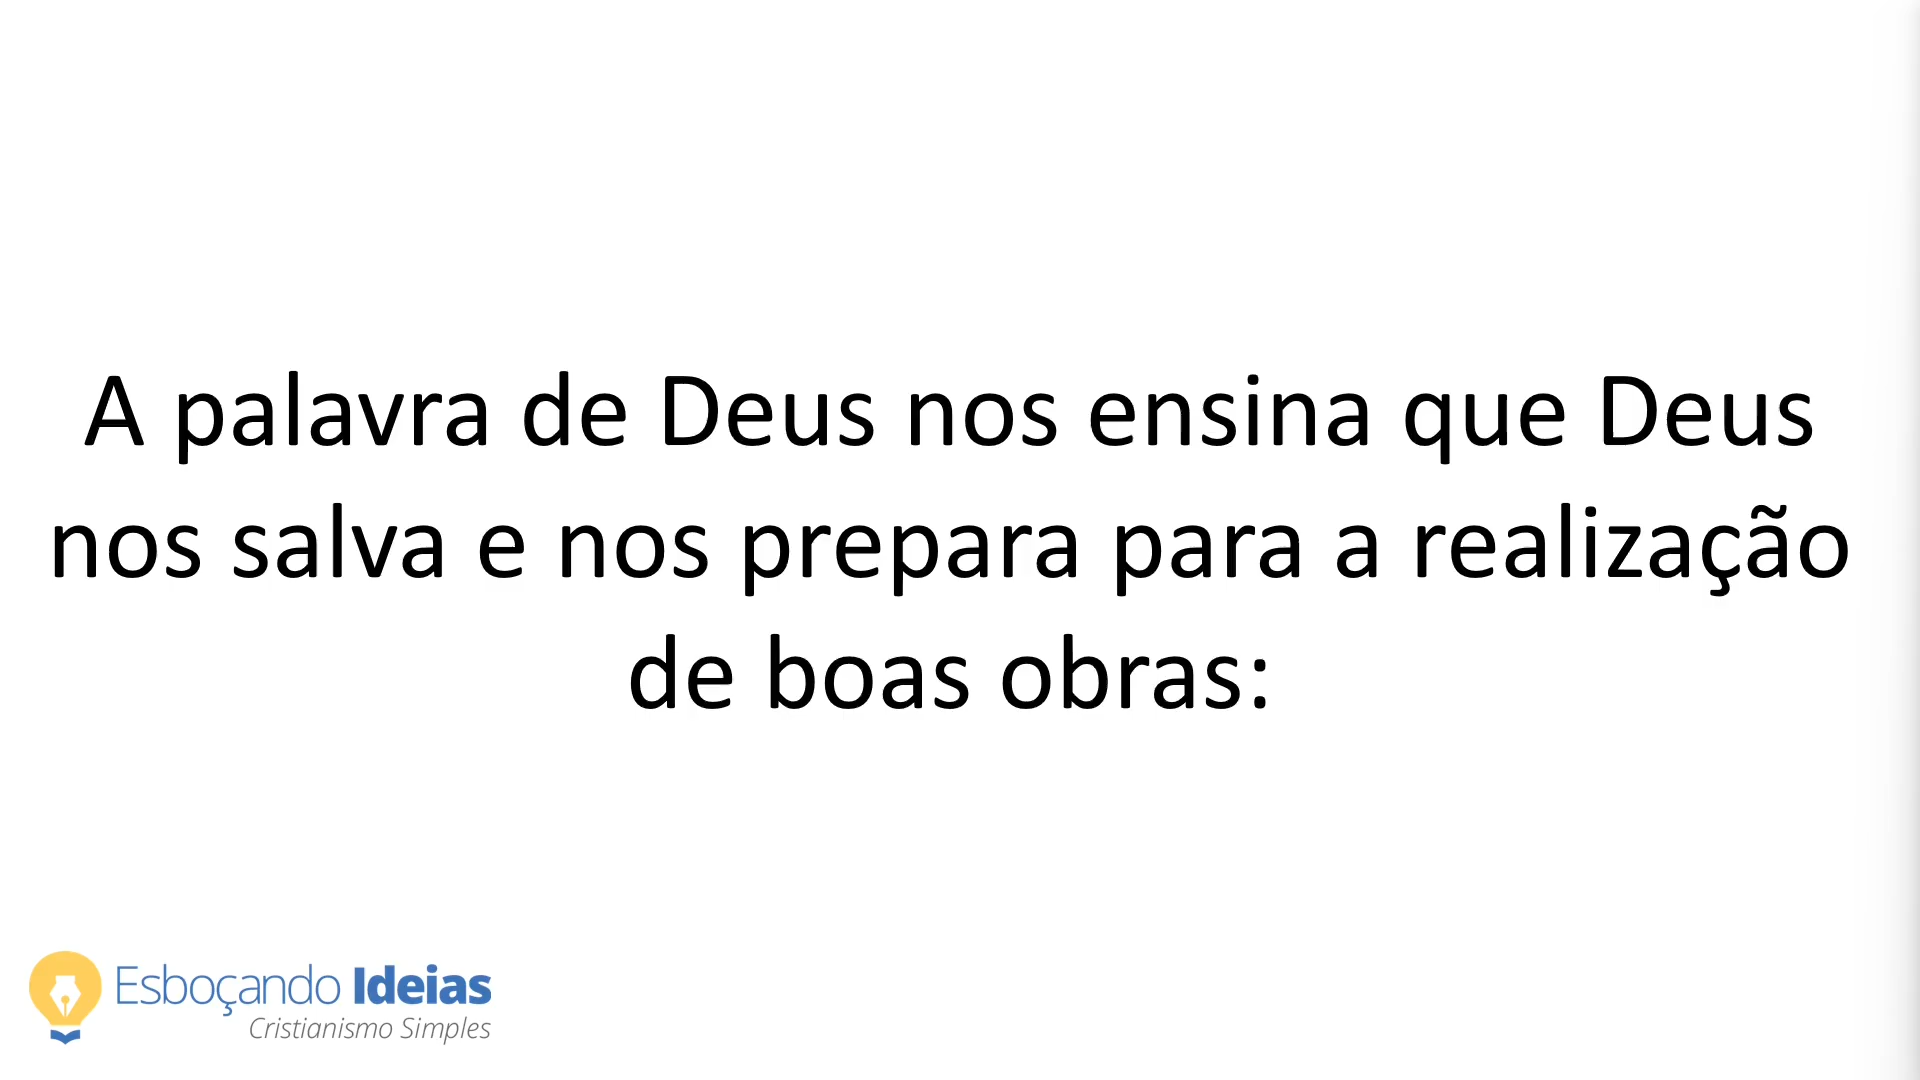 A palavra de Deus nos ensina que Deus
nos salva e nos prepara para a realização
de boas obras:
Esboçando Ideias
Cristianismo Simples